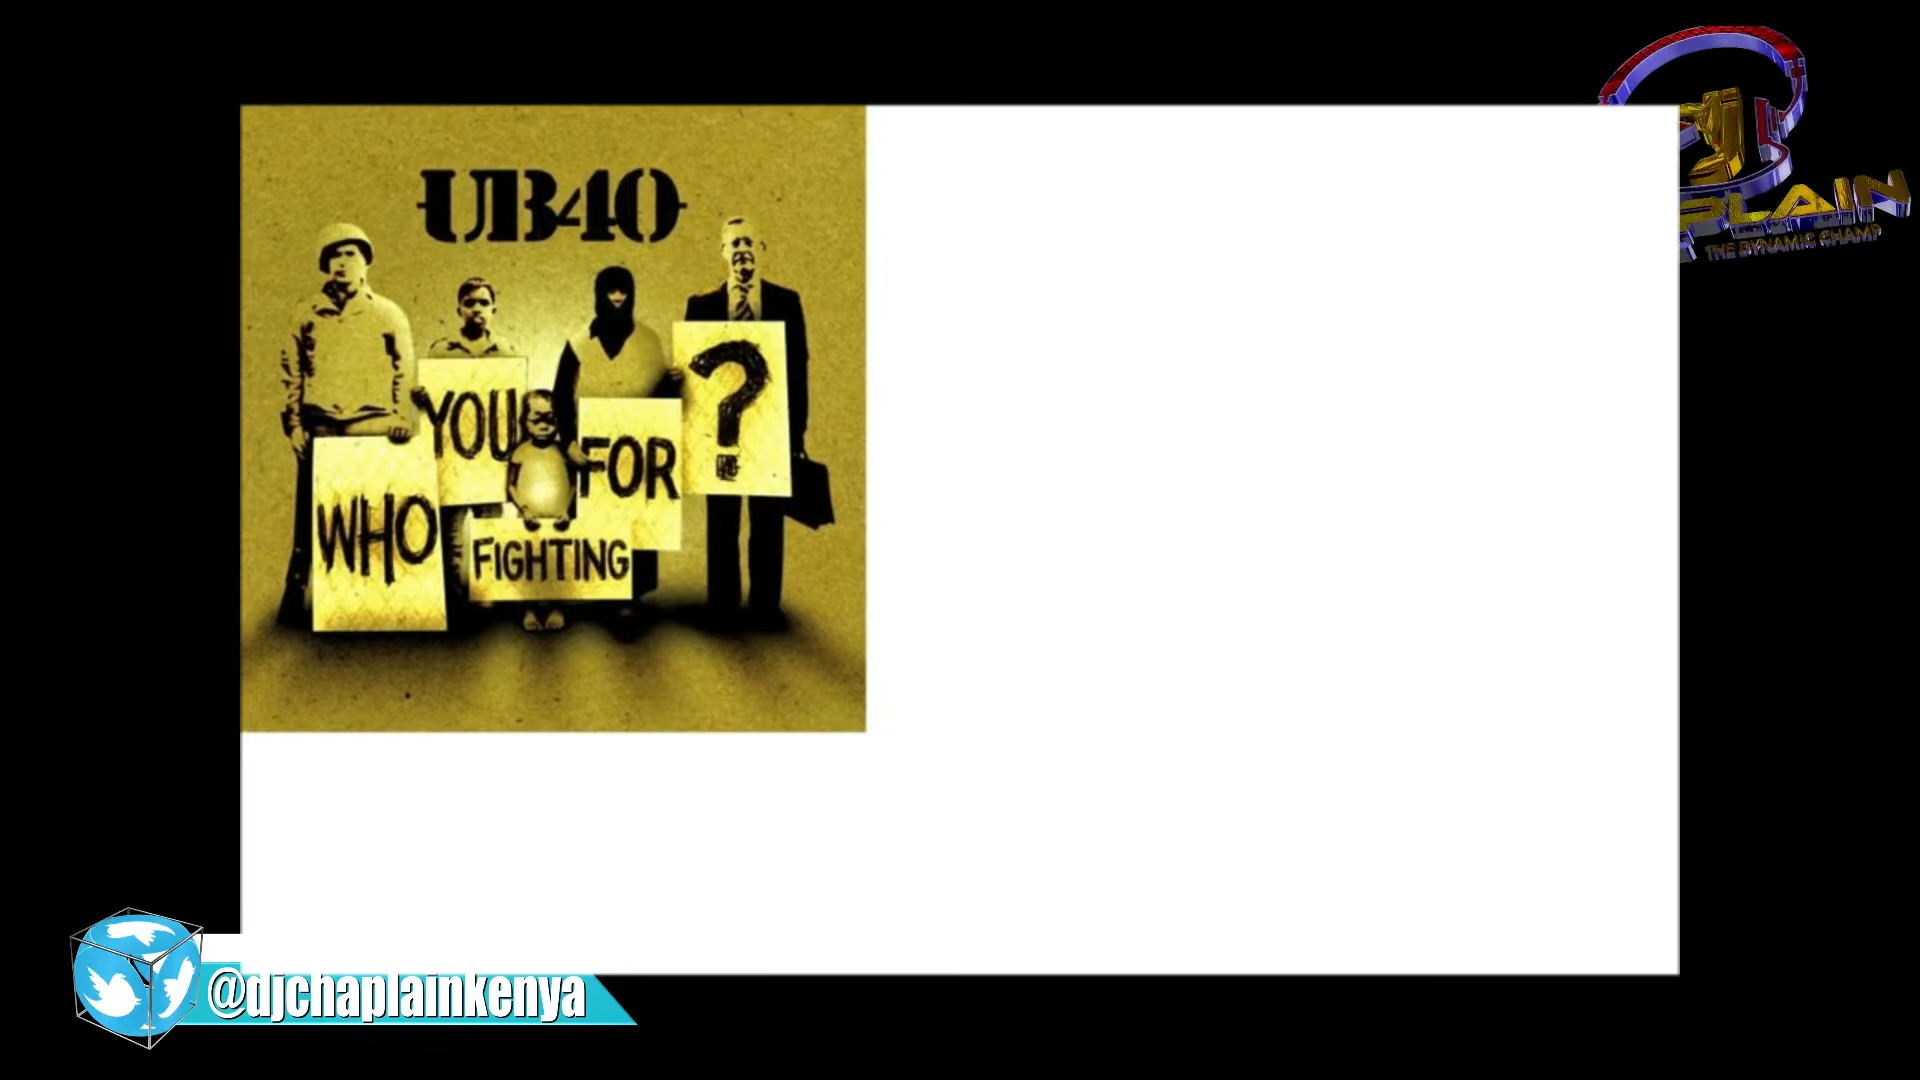 UB40
WHO
YOU
FIGHTING
FOR
?
PLAIN
THE DYNAMIC CHAMP
@djchaplainkenya